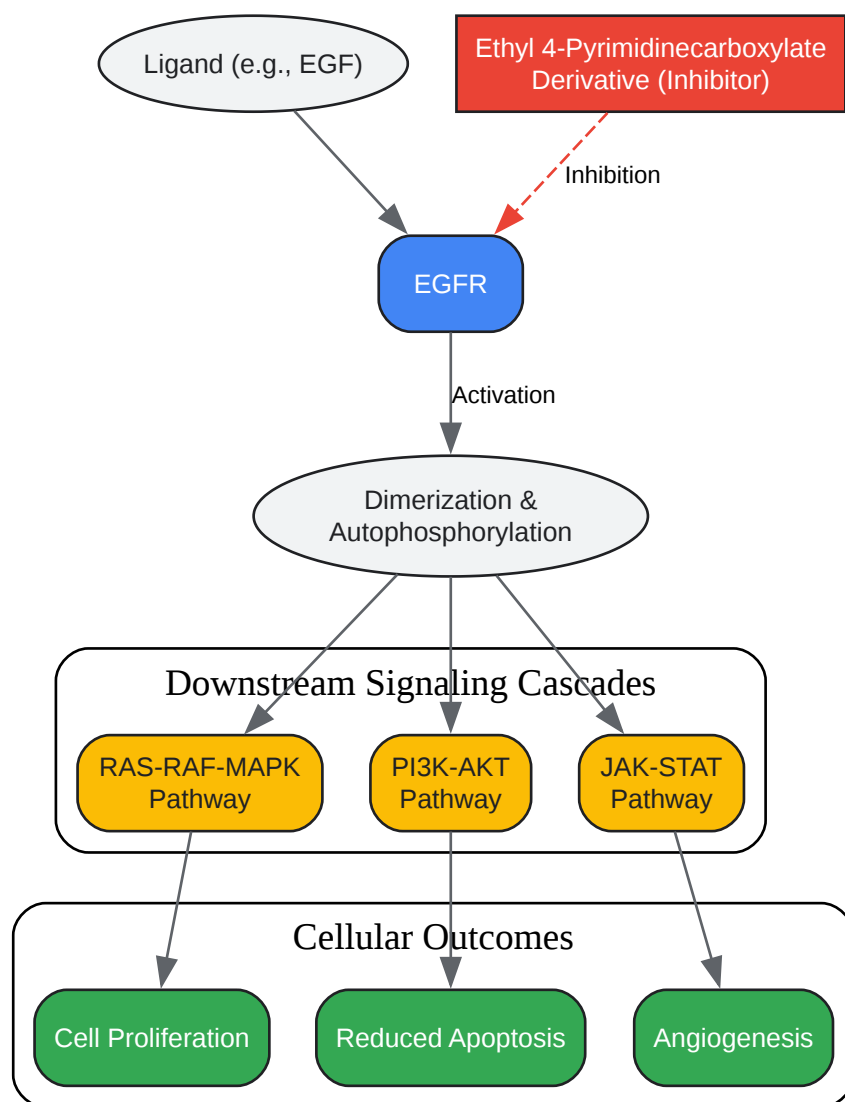 Ligand (e.g., EGF)
Ethyl 4-Pyrimidinecarboxylate
Derivative (Inhibitor)
Inhibition
EGFR
Activation
Dimerization &
Autophosphorylation
Downstream Signaling Cascades
RAS-RAF-MAPK
Pathway
PI3K-AKT
Pathway
JAK-STAT
Pathway
Cellular Outcomes
Cell Proliferation
Reduced Apoptosis
Angiogenesis